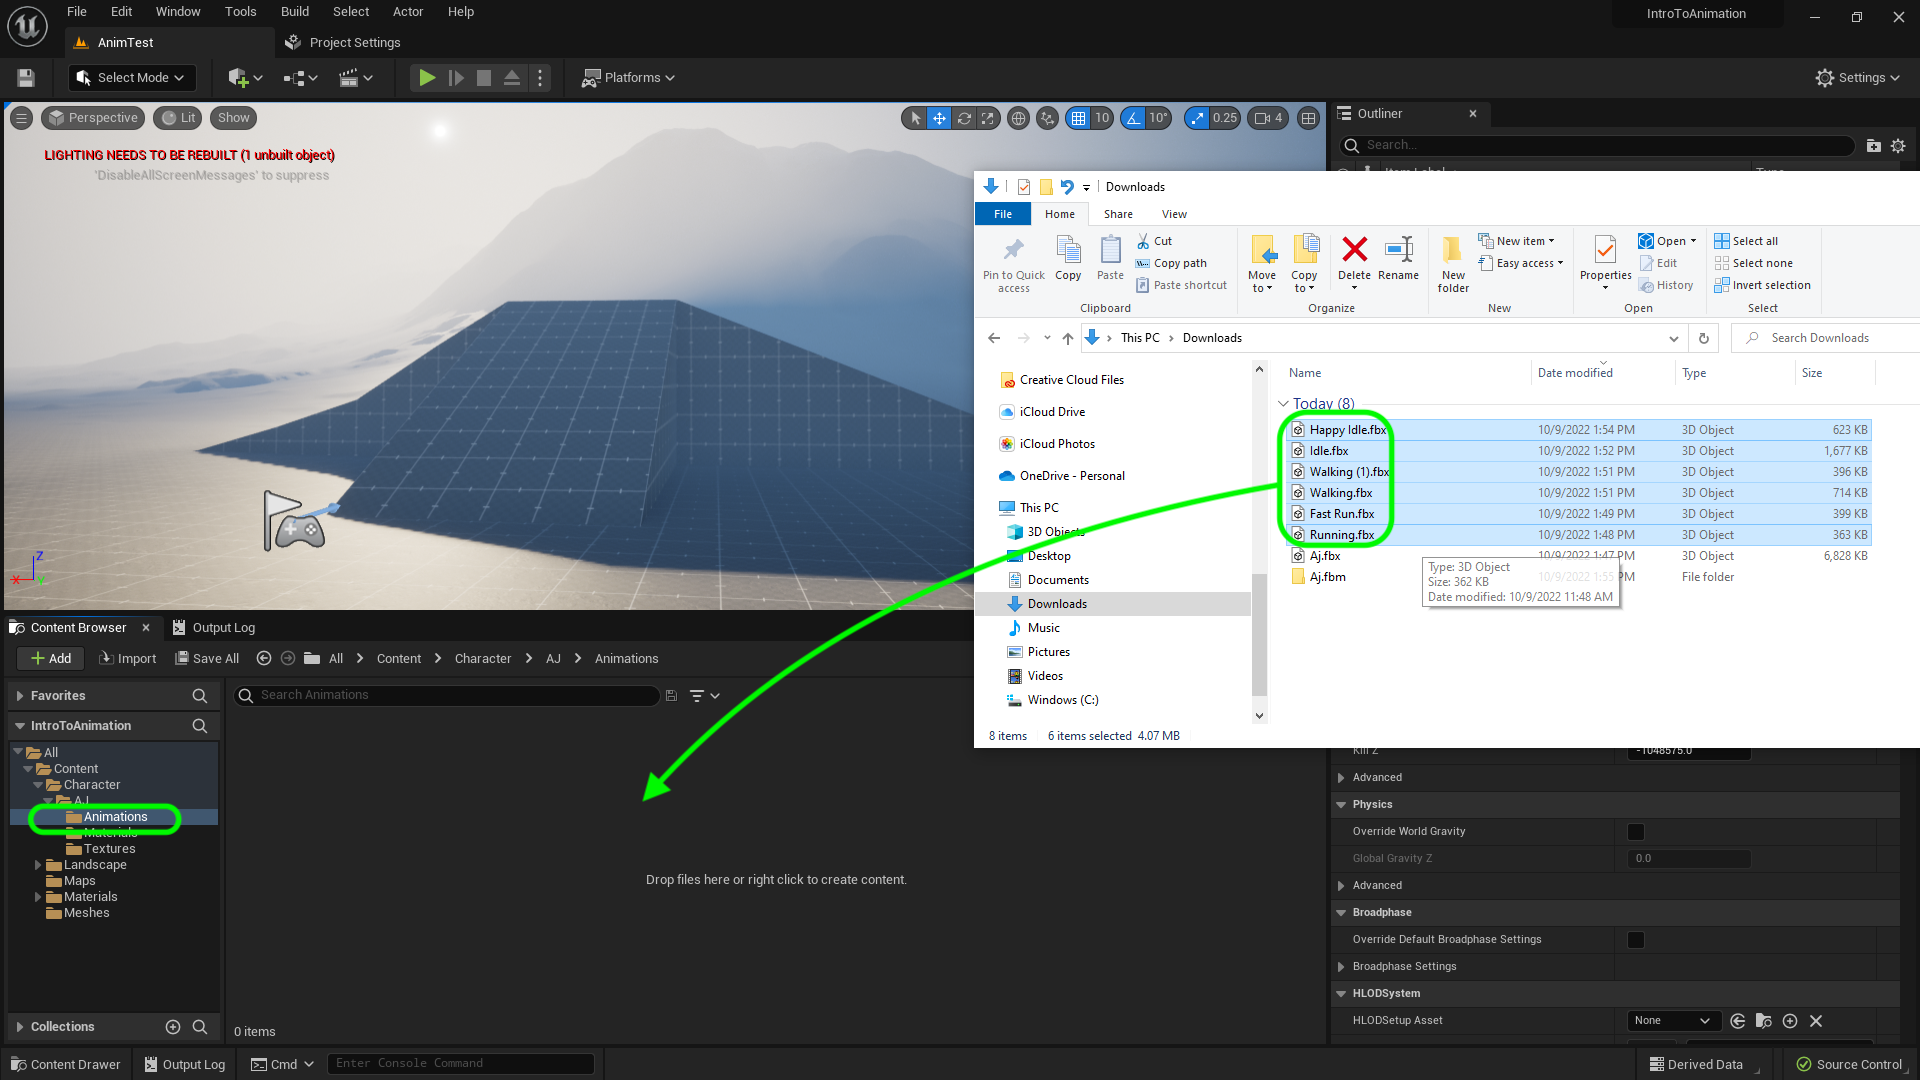 File Edit Window Tools Build Select Actor Help
IntroToAnimation
AnimTest
Project Settings
Select Mode
Platforms
Settings
Perspective
Lit
Show
10
10°
0.25
4
LIGHTING NEEDS TO BE REBUILT (1 unbuilt object)
'DisableAllScreenMessages' to suppress
Z
X
Outliner
Search...
Item Label
Type
Downloads
File
Home
Share
View
Pin to Quick access
Copy
Paste
Cut
Copy path
Paste shortcut
Clipboard
Move to
Copy to
Delete
Rename
Organize
New folder
New item
Easy access
New
Properties
Open
Edit
History
Open
Select all
Select none
Invert selection
Select
This PC
Downloads
Search Downloads
Creative Cloud Files
iCloud Drive
iCloud Photos
OneDrive - Personal
This PC
3D Objects
Desktop
Documents
Downloads
Music
Pictures
Videos
Windows (C:)
Name Date modified Type Size
Today (8)
Happy Idle.fbx 10/9/2022 1:54 PM 3D Object 623 KB
Idle.fbx 10/9/2022 1:52 PM 3D Object 1,677 KB
Walking (1).fbx 10/9/2022 1:51 PM 3D Object 396 KB
Walking.fbx 10/9/2022 1:51 PM 3D Object 714 KB
Fast Run.fbx 10/9/2022 1:49 PM 3D Object 399 KB
Running.fbx 10/9/2022 1:48 PM 3D Object 363 KB
Aj.fbx 10/9/2022 1:47 PM 3D Object 6,828 KB
Aj.fbm 10/9/2022 1:55 PM File folder
Type: 3D Object
Size: 362 KB
Date modified: 10/9/2022 11:48 AM
8 items 6 items selected 4.07 MB
Content Browser
Output Log
Add
Import
Save All
All
Content
Character
AJ
Animations
Favorites
Search Animations
IntroToAnimation
All
Content
Character
AJ
Animations
Materials
Textures
Landscape
Maps
Materials
Meshes
Drop files here or right click to create content.
Collections
0 items
Kill Z -1048575.0
Advanced
Physics
Override World Gravity
Global Gravity Z 0.0
Advanced
Broadphase
Override Default Broadphase Settings
Broadphase Settings
HLODSystem
HLODSetup Asset None
Content Drawer
Output Log
Cmd
Enter Console Command
Derived Data
Source Control